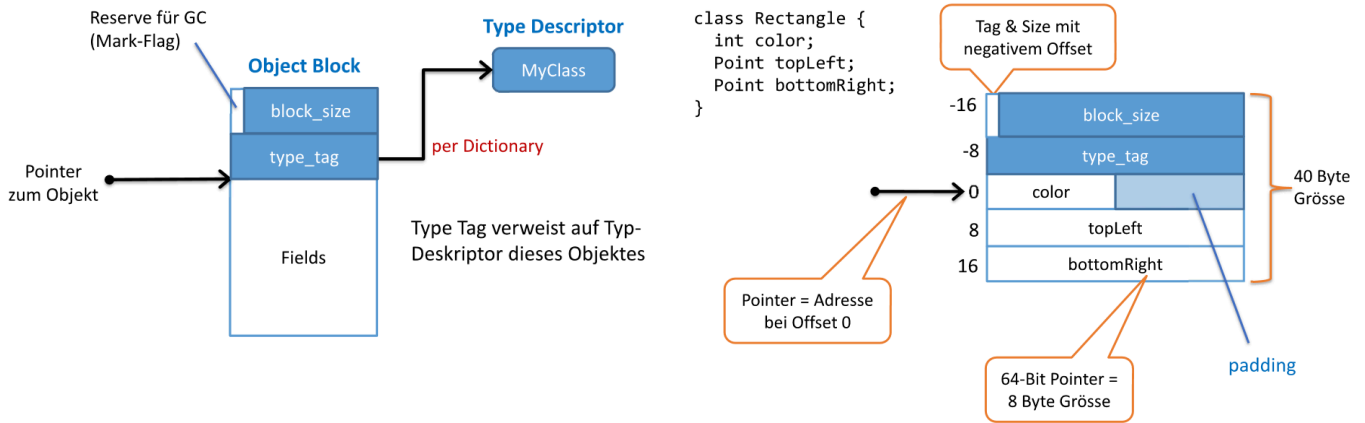 Reserve für GC
(Mark-Flag)
Object Block
Type Descriptor
MyClass
block_size
type_tag
per Dictionary
Pointer
zum Objekt
Type Tag verweist auf Typ-
Deskriptor dieses Objektes
Fields
class Rectangle {
int color;
Point topLeft;
Point bottomRight;
}
Tag & Size mit
negativem Offset
-16
block_size
-8
type_tag
0
color
8
topLeft
16
bottomRight
40 Byte
Grösse
Pointer = Adresse
bei Offset 0
64-Bit Pointer =
8 Byte Grösse
padding